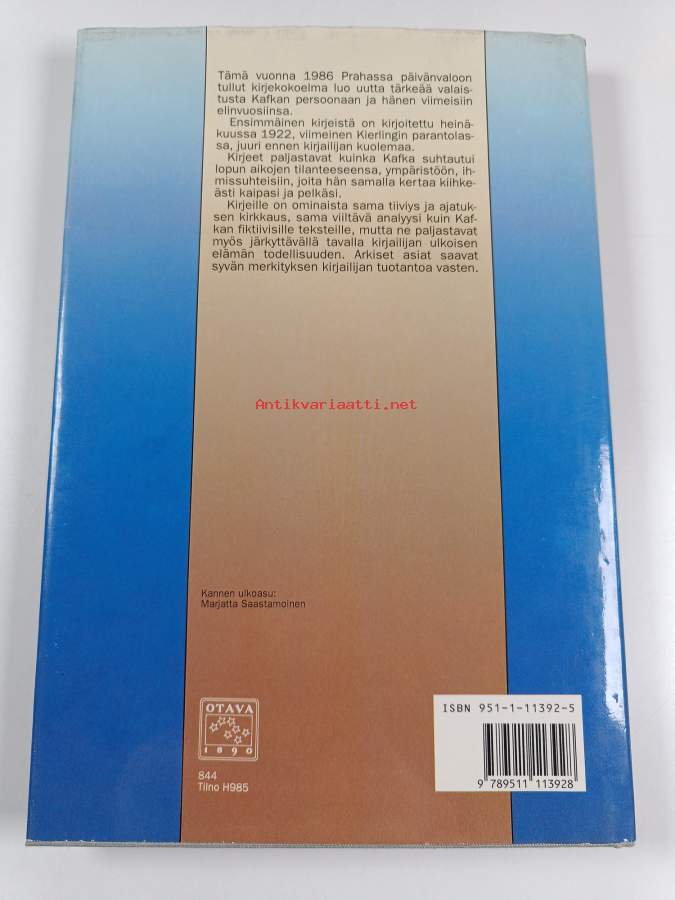 Tämä vuonna 1986 Prahassa päivänvaloon
tullut kirjekokoelma luo uutta tärkeää valais-
tusta Kafkan persoonaan ja hänen viimeisiin
elinvuosiinsa.
Ensimmäinen kirjeistä on kirjoitettu heinä-
kuussa 1922, viimeinen Kierlingin parantolas-
sa, juuri ennen kirjailijan kuolemaa.
Kirjeet paljastavat kuinka Kafka suhtautui
lopun aikojen tilanteeseensa, ympäristöön, ih-
missuhteisiin, joita hän samalla kertaa kiihke-
ästi kaipasi ja pelkäsi.
Kirjeille on ominaista sama tiiviys ja ajatuk-
sen kirkkaus, sama viiltävä analyysi kuin Kaf-
kan fiktiivisille teksteille, mutta ne paljastavat
myös järkyttävällä tavalla kirjailijan ulkoisen
elämän todellisuuden. Arkiset asiat saavat
syvän merkityksen kirjailijan tuotantoa vasten.
Antikvariaatti.net
Kannen ulkoasu:
Marjatta Saastamoinen
OTAVA
1890
844
Tilno H985
ISBN 951-1-11392-5
9 789511 113928